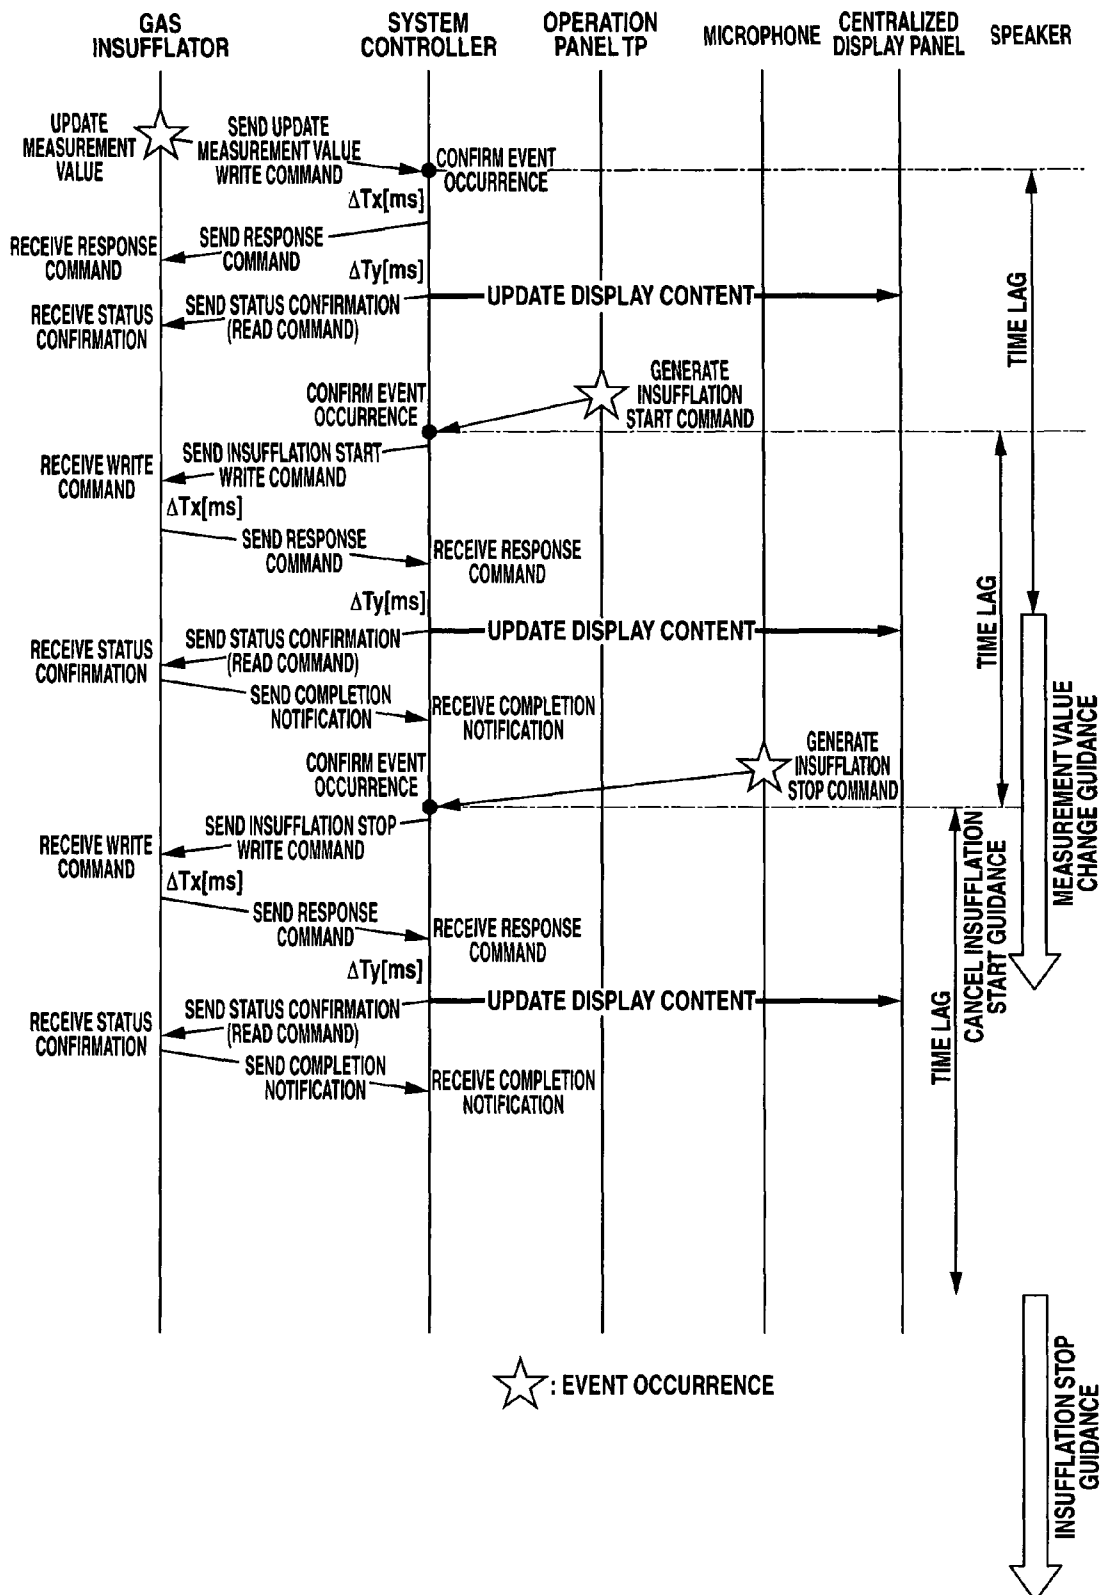 GAS
INSUFFLATOR
SYSTEM
CONTROLLER
OPERATION
PANEL TP
MICROPHONE
CENTRALIZED
DISPLAY PANEL
SPEAKER
UPDATE
MEASUREMENT
VALUE
SEND UPDATE
MEASUREMENT VALUE
WRITE COMMAND
CONFIRM EVENT
OCCURRENCE
ΔTx[ms]
RECEIVE RESPONSE
COMMAND
SEND RESPONSE
COMMAND
ΔTy[ms]
RECEIVE STATUS
CONFIRMATION
SEND STATUS CONFIRMATION
(READ COMMAND)
UPDATE DISPLAY CONTENT
TIME LAG
CONFIRM EVENT
OCCURRENCE
GENERATE
INSUFFLATION
START COMMAND
RECEIVE WRITE
COMMAND
SEND INSUFFLATION START
WRITE COMMAND
ΔTx[ms]
SEND RESPONSE
COMMAND
RECEIVE RESPONSE
COMMAND
ΔTy[ms]
TIME LAG
RECEIVE STATUS
CONFIRMATION
SEND STATUS CONFIRMATION
(READ COMMAND)
UPDATE DISPLAY CONTENT
SEND COMPLETION
NOTIFICATION
RECEIVE COMPLETION
NOTIFICATION
CONFIRM EVENT
OCCURRENCE
GENERATE
INSUFFLATION
STOP COMMAND
MEASUREMENT VALUE
CHANGE GUIDANCE
RECEIVE WRITE
COMMAND
SEND INSUFFLATION STOP
WRITE COMMAND
ΔTx[ms]
SEND RESPONSE
COMMAND
RECEIVE RESPONSE
COMMAND
CANCEL INSUFFLATION
START GUIDANCE
ΔTy[ms]
RECEIVE STATUS
CONFIRMATION
SEND STATUS CONFIRMATION
(READ COMMAND)
UPDATE DISPLAY CONTENT
TIME LAG
SEND COMPLETION
NOTIFICATION
RECEIVE COMPLETION
NOTIFICATION
: EVENT OCCURRENCE
INSUFFLATION STOP
GUIDANCE